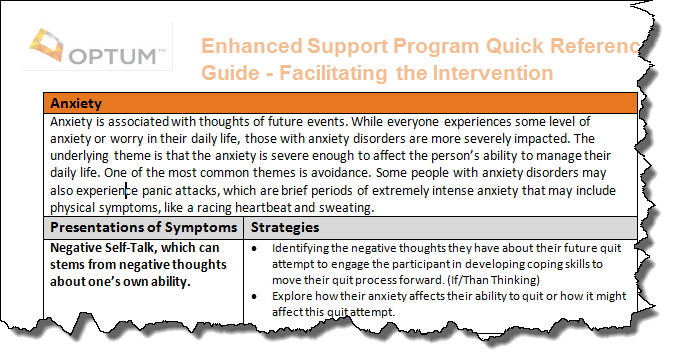 OPTUM™
Enhanced Support Program Quick Referenc
Guide - Facilitating the Intervention
Anxiety
Anxiety is associated with thoughts of future events. While everyone experiences some level of
anxiety or worry in their daily life, those with anxiety disorders are more severely impacted. The
underlying theme is that the anxiety is severe enough to affect the person's ability to manage their
daily life. One of the most common themes is avoidance. Some people with anxiety disorders may
also experience panic attacks, which are brief periods of extremely intense anxiety that may include
physical symptoms, like a racing heartbeat and sweating.
Presentations of Symptoms
Strategies
Negative Self-Talk, which can
stems from negative thoughts
about one's own ability.
• Identifying the negative thoughts they have about their future quit
attempt to engage the participant in developing coping skills to
move their quit process forward. (If/Than Thinking)
• Explore how their anxiety affects their ability to quit or how it might
affect this quit attempt.